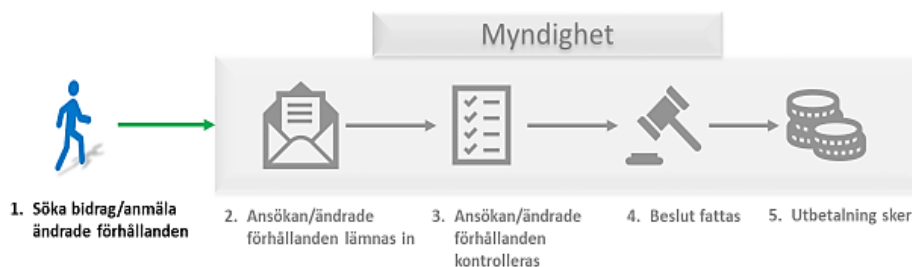 Myndighet
1. Söka bidrag/anmäla
ändrade förhållanden
2. Ansökan/ändrade
förhållanden lämnas in
3. Ansökan/ändrade
förhållanden
kontrolleras
4. Beslut fattas
5. Utbetalning sker